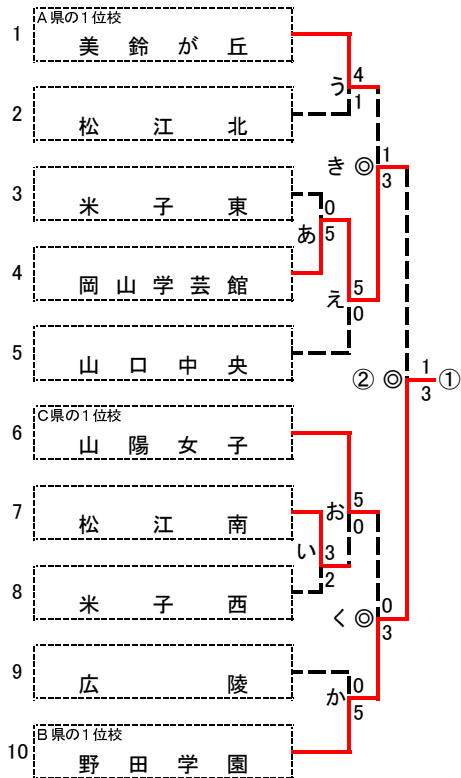 A県の1位校
1 美鈴が丘
う 4
1
2 松江北
き ◎ 1
3
3 米子東
あ 0
5
4 岡山学芸館
え 5
0
5 山口中央
② ◎ 1 ①
3
C県の1位校
6 山陽女子
お 5
0
7 松江南
い 3
2
8 米子西
く ◎ 0
3
9 広陵
か 0
5
B県の1位校
10 野田学園